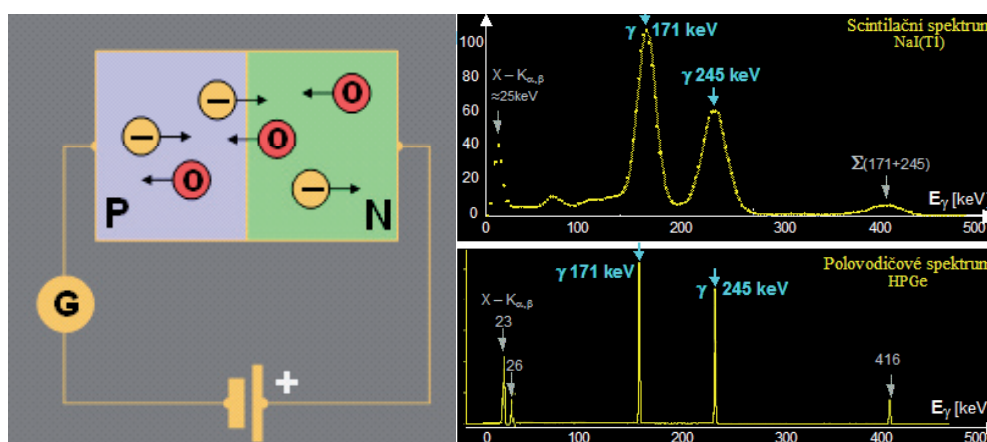 P
N
G
+
− − −
O O O
Scintilační spektrum
NaI(Tl)
γ 171 keV
γ 245 keV
X – Kα,β
≈25keV
Σ(171+245)
Eγ [keV]
100
80
60
40
20
0
0 100 200 300 400 500
Polovodičové spektrum
HPGe
γ 171 keV
γ 245 keV
X – Kα,β
23
26
416
Eγ [keV]
0 100 200 300 400 500